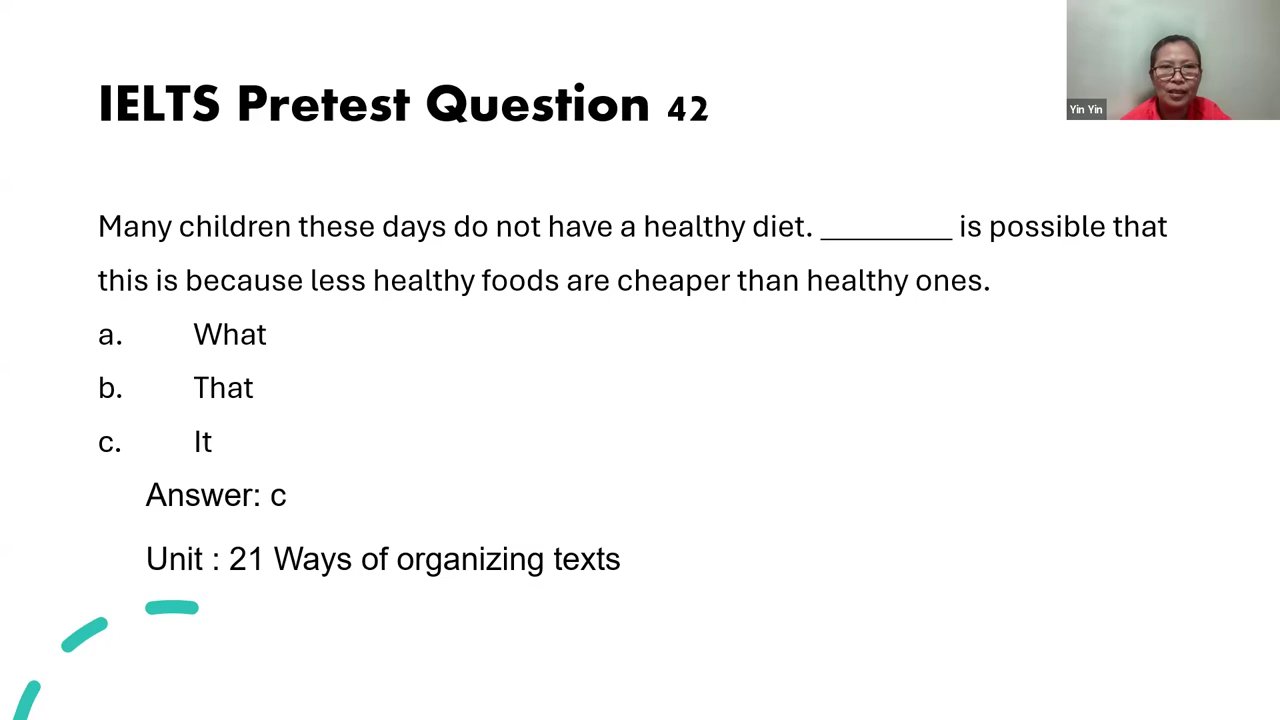 IELTS Pretest Question 42
Yin Yin
Many children these days do not have a healthy diet. _________ is possible that
this is because less healthy foods are cheaper than healthy ones.
a. What
b. That
c. It
Answer: c
Unit : 21 Ways of organizing texts